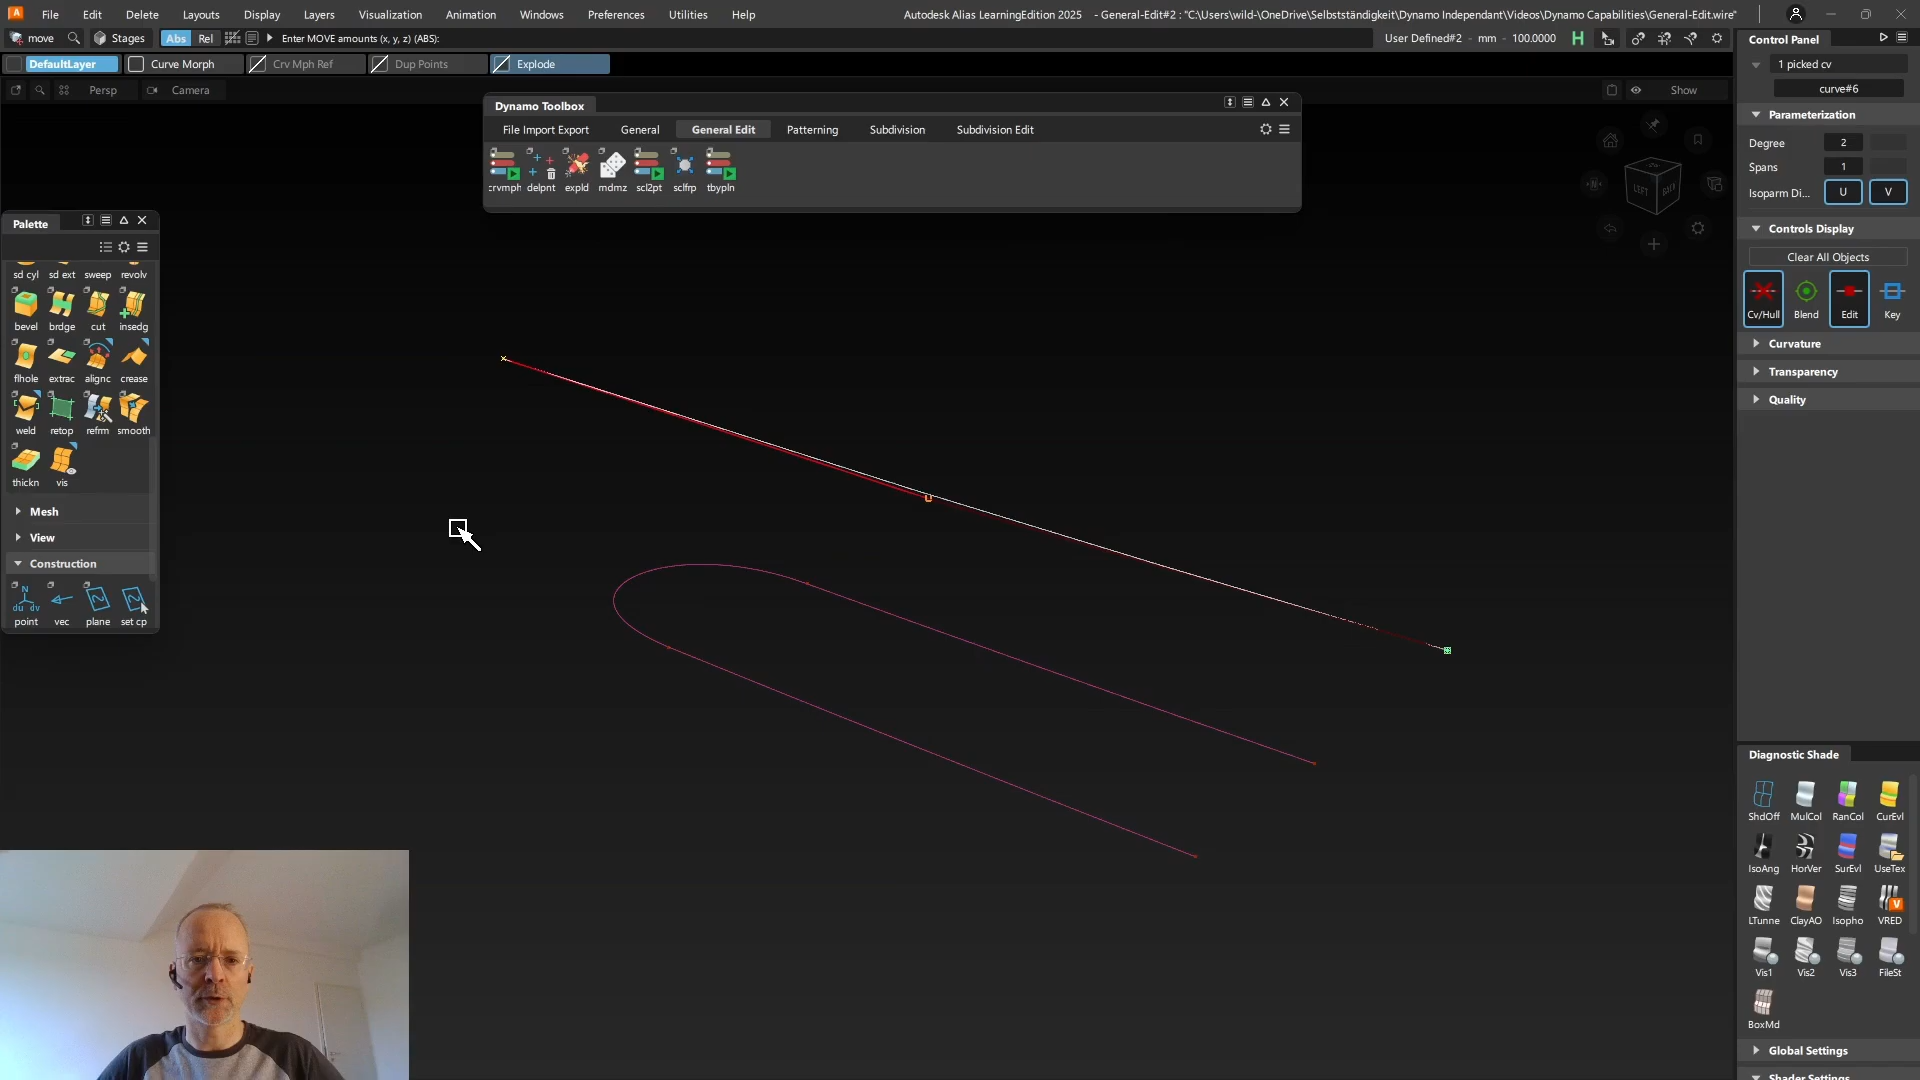 File Edit Delete Layouts Display Layers Visualization Animation Windows Preferences Utilities Help
Autodesk Alias LearningEdition 2025 - General-Edit#2 : "C:\Users\wild-\OneDrive\Selbstständigkeit\Dynamo Independant\Videos\Dynamo Capabilities\General-Edit.wire"
move Stages Abs Rel Enter MOVE amounts (x, y, z) (ABS):
User Defined#2 - mm - 100.0000
DefaultLayer Curve Morph Crv Mph Ref Dup Points Explode
Persp Camera Show
Dynamo Toolbox
File Import Export General General Edit Patterning Subdivision Subdivision Edit
crvmph delpnt expld rndmz scl2pt sclfrp tbypln
LEFT BACK
Palette
sd cyl sd ext sweep revolv
bevel brdge cut insedg
flhole extrac alignc crease
weld retop refrm smooth
thickn vis
Mesh
View
Construction
N
du dv
point vec plane set cp
Control Panel
1 picked cv
curve#6
Parameterization
Degree 2
Spans 1
Isoparm Di... U V
Controls Display
Clear All Objects
Cv/Hull Blend Edit Key
Curvature
Transparency
Quality
Diagnostic Shade
ShdOff MulCol RanCol CurEvl
IsoAng HorVer SurEvl UseTex
LTunne ClayAO Isopho VRED
Vis1 Vis2 Vis3 FileSt
BoxMd
Global Settings
Shader Settings